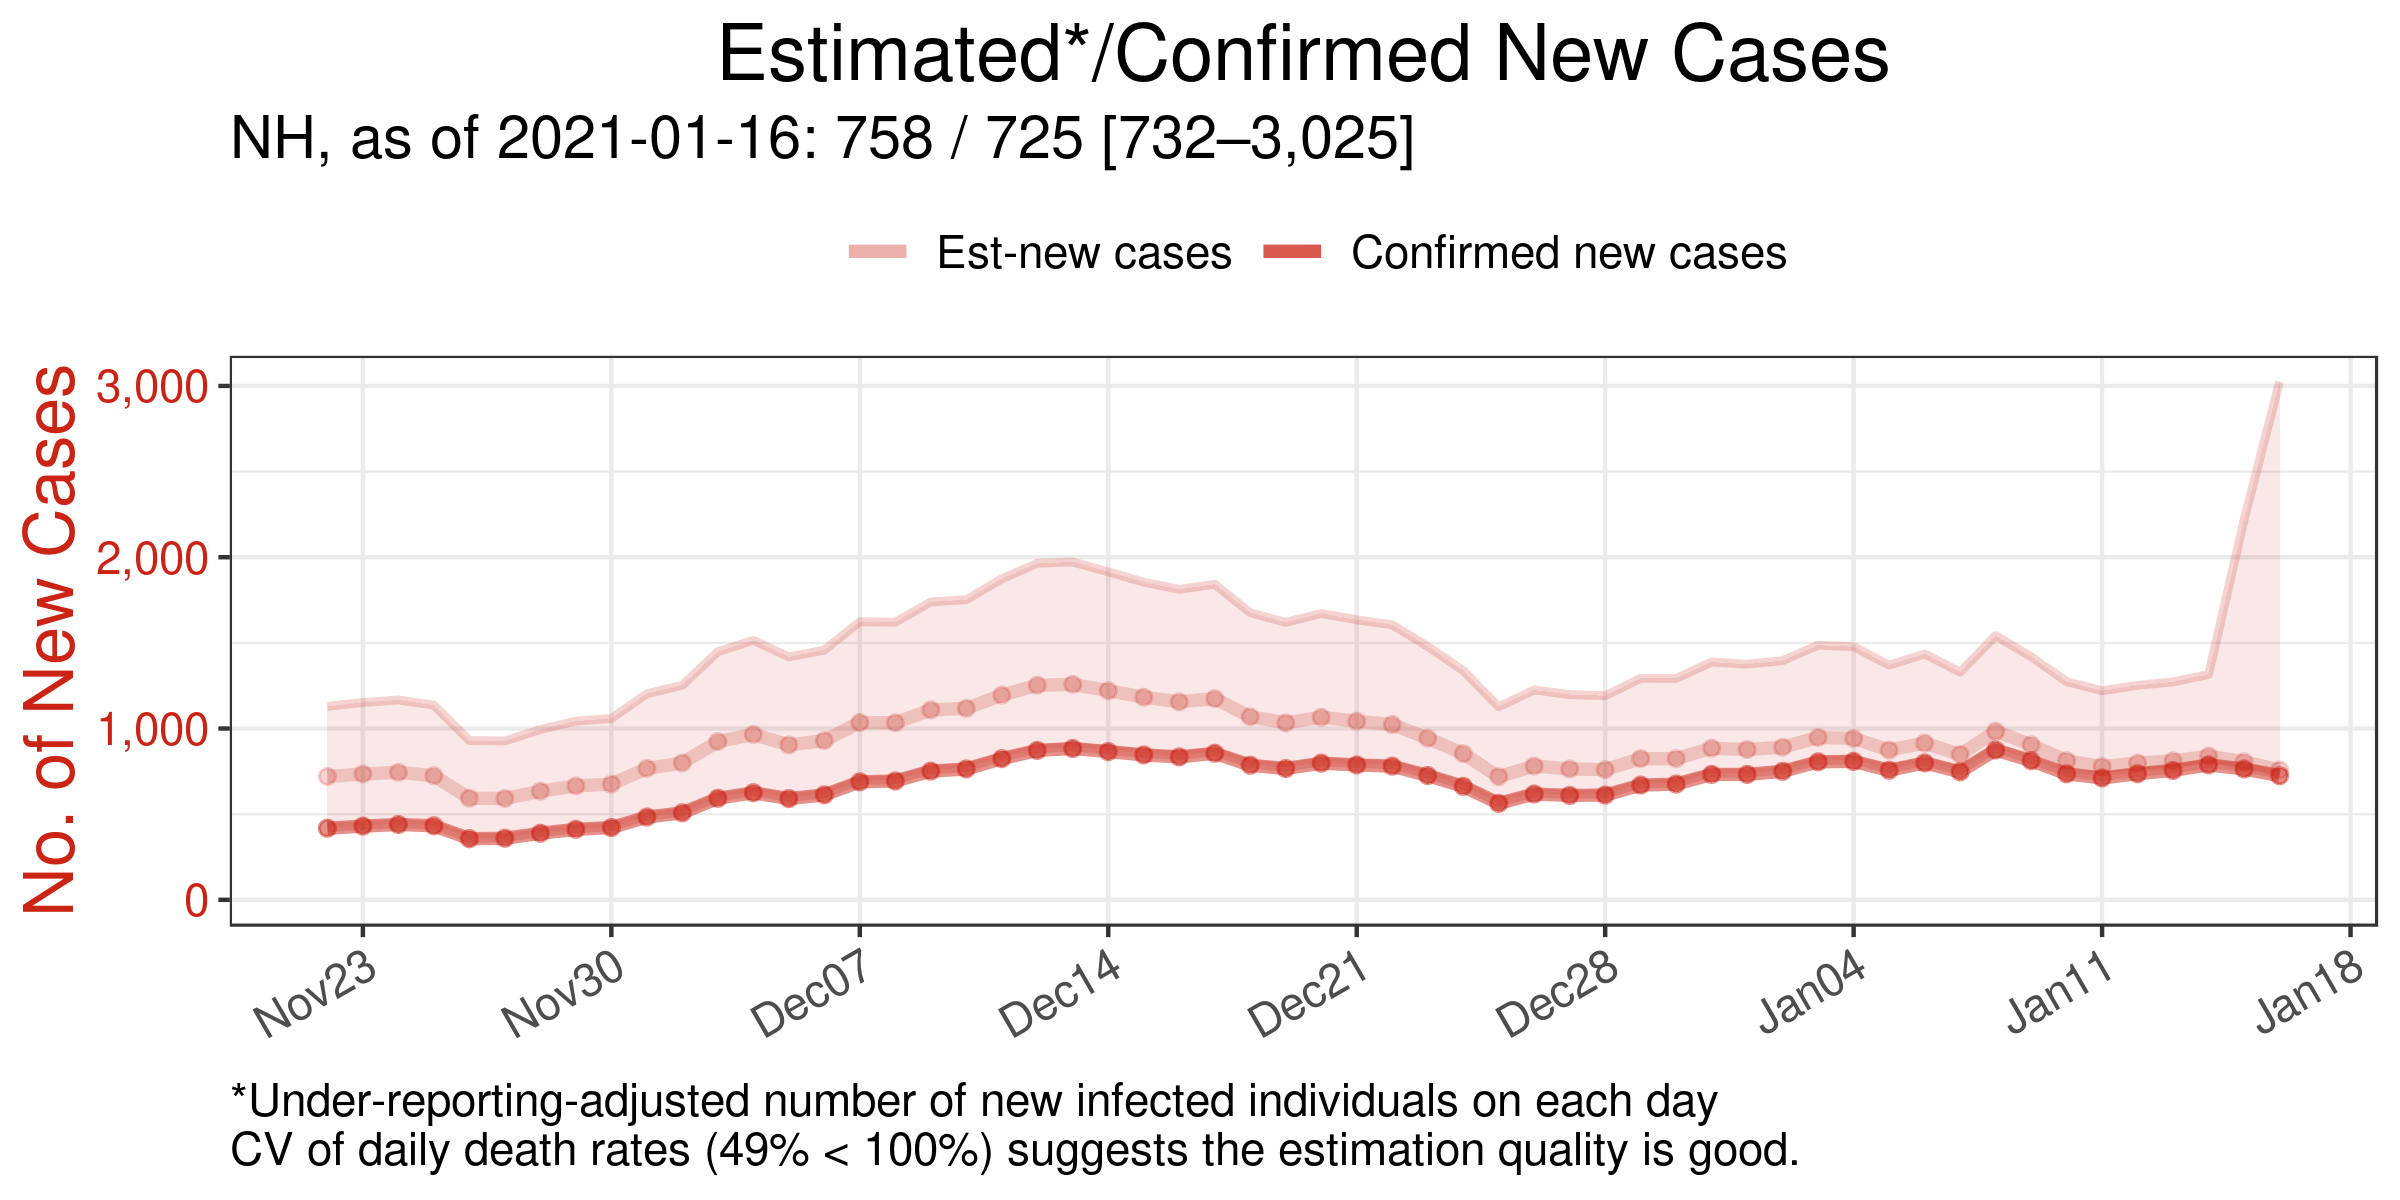 Estimated*/Confirmed New Cases
NH, as of 2021-01-16: 758 / 725 [732–3,025]
Est-new cases
Confirmed new cases
No. of New Cases
3,000
2,000
1,000
0
Nov23
Nov30
Dec07
Dec14
Dec21
Dec28
Jan04
Jan11
Jan18
*Under-reporting-adjusted number of new infected individuals on each day
CV of daily death rates (49% < 100%) suggests the estimation quality is good.